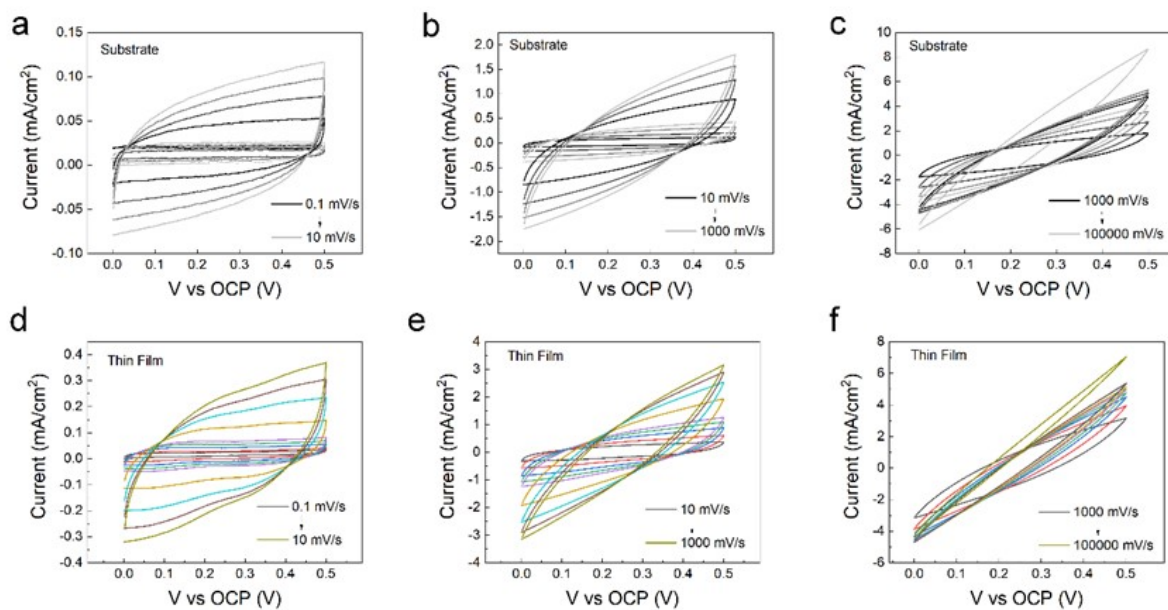 a
Substrate
Current (mA/cm²)
0.15
0.10
0.05
0.00
-0.05
-0.10
0.0 0.1 0.2 0.3 0.4 0.5
V vs OCP (V)
0.1 mV/s
10 mV/s
b
Substrate
Current (mA/cm²)
2.0
1.5
1.0
0.5
0.0
-0.5
-1.0
-1.5
-2.0
0.0 0.1 0.2 0.3 0.4 0.5
V vs OCP (V)
10 mV/s
1000 mV/s
c
Substrate
Current (mA/cm²)
10
8
6
4
2
0
-2
-4
-6
-8
0.0 0.1 0.2 0.3 0.4 0.5
V vs OCP (V)
1000 mV/s
100000 mV/s
d
Thin Film
Current (mA/cm²)
0.4
0.3
0.2
0.1
0.0
-0.1
-0.2
-0.3
-0.4
0.0 0.1 0.2 0.3 0.4 0.5
V vs OCP (V)
0.1 mV/s
10 mV/s
e
Thin Film
Current (mA/cm²)
4
3
2
1
0
-1
-2
-3
-4
0.0 0.1 0.2 0.3 0.4 0.5
V vs OCP (V)
10 mV/s
1000 mV/s
f
Thin Film
Current (mA/cm²)
8
6
4
2
0
-2
-4
-6
0.0 0.1 0.2 0.3 0.4 0.5
V vs OCP (V)
1000 mV/s
100000 mV/s